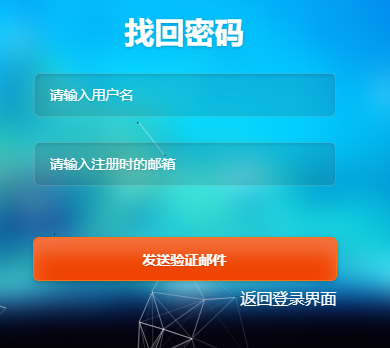 找回密码
请输入用户名
请输入注册时的邮箱
发送验证邮件
返回登录界面